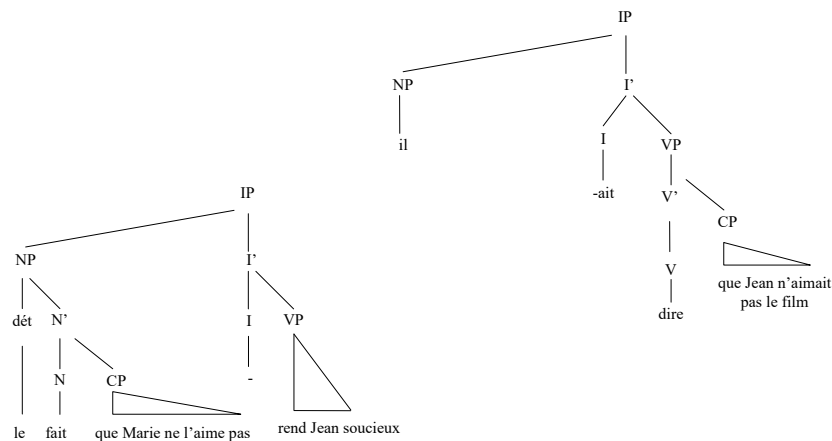 IP
NP I'
il I VP
-ait V' CP
V que Jean n'aimait
dire pas le film
IP
NP I'
dét N' I VP
N CP -
le fait que Marie ne l'aime pas rend Jean soucieux